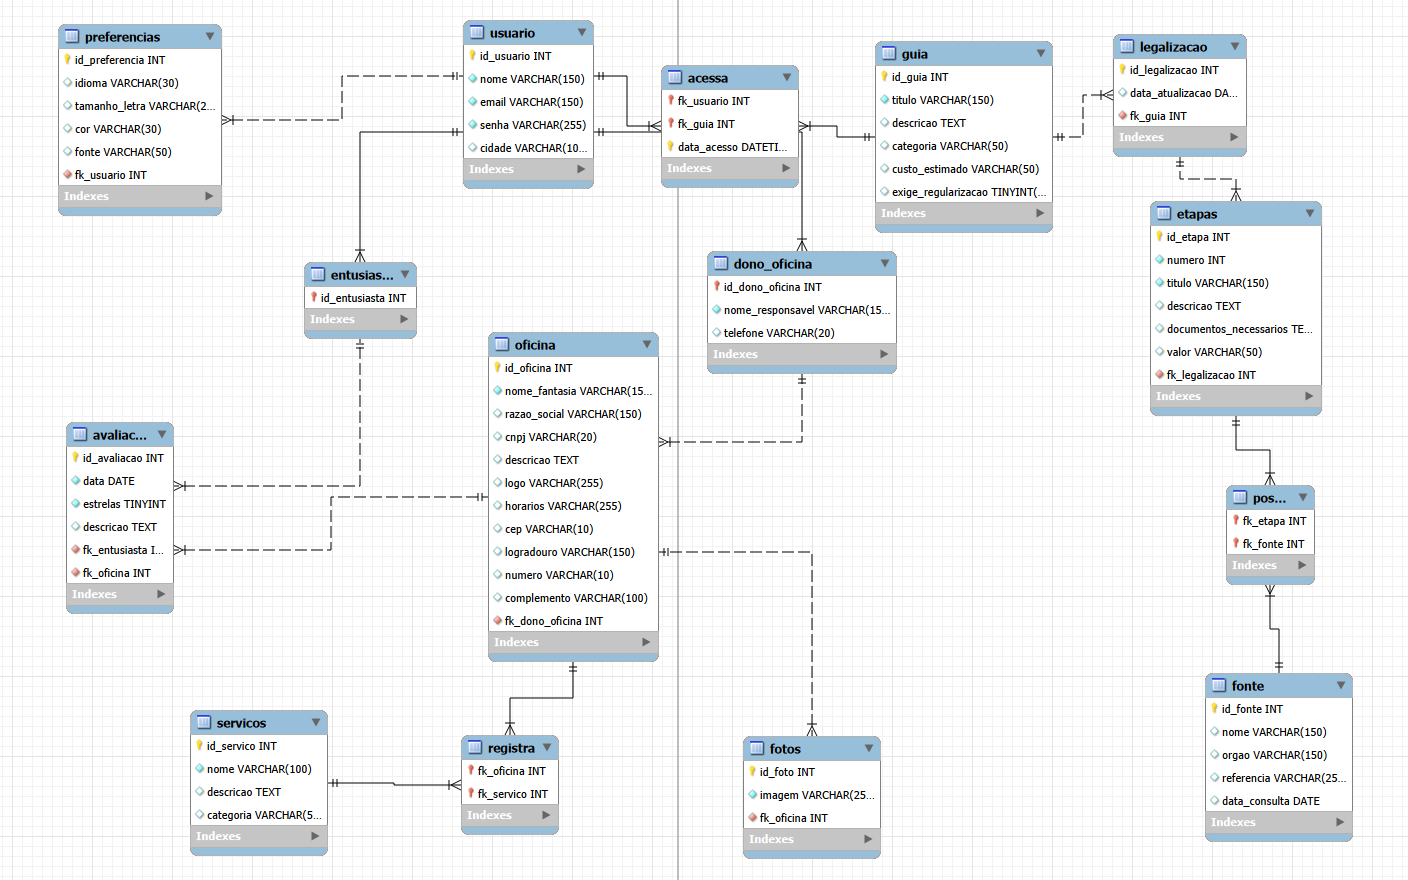 preferencias
id_preferencia INT
idioma VARCHAR(30)
tamanho_letra VARCHAR(2...
cor VARCHAR(30)
fonte VARCHAR(50)
fk_usuario INT
Indexes
usuario
id_usuario INT
nome VARCHAR(150)
email VARCHAR(150)
senha VARCHAR(255)
cidade VARCHAR(10...
Indexes
acessa
fk_usuario INT
fk_guia INT
data_acesso DATETI...
Indexes
guia
id_guia INT
titulo VARCHAR(150)
descricao TEXT
categoria VARCHAR(50)
custo_estimado VARCHAR(50)
exige_regularizacao TINYINT(...
Indexes
legalizacao
id_legalizacao INT
data_atualizacao DA...
fk_guia INT
Indexes
etapas
id_etapa INT
numero INT
titulo VARCHAR(150)
descricao TEXT
documentos_necessarios TE...
valor VARCHAR(50)
fk_legalizacao INT
Indexes
entusias...
id_entusiasta INT
Indexes
dono_oficina
id_dono_oficina INT
nome_responsavel VARCHAR(15...
telefone VARCHAR(20)
Indexes
oficina
id_oficina INT
nome_fantasia VARCHAR(15...
razao_social VARCHAR(150)
cnpj VARCHAR(20)
descricao TEXT
logo VARCHAR(255)
horarios VARCHAR(255)
cep VARCHAR(10)
logradouro VARCHAR(150)
numero VARCHAR(10)
complemento VARCHAR(100)
fk_dono_oficina INT
Indexes
avaliac...
id_avaliacao INT
data DATE
estrelas TINYINT
descricao TEXT
fk_entusiasta I...
fk_oficina INT
Indexes
pos...
fk_etapa INT
fk_fonte INT
Indexes
servicos
id_servico INT
nome VARCHAR(100)
descricao TEXT
categoria VARCHAR(5...
Indexes
registra
fk_oficina INT
fk_servico INT
Indexes
fotos
id_foto INT
imagem VARCHAR(25...
fk_oficina INT
Indexes
fonte
id_fonte INT
nome VARCHAR(150)
orgao VARCHAR(150)
referencia VARCHAR(25...
data_consulta DATE
Indexes